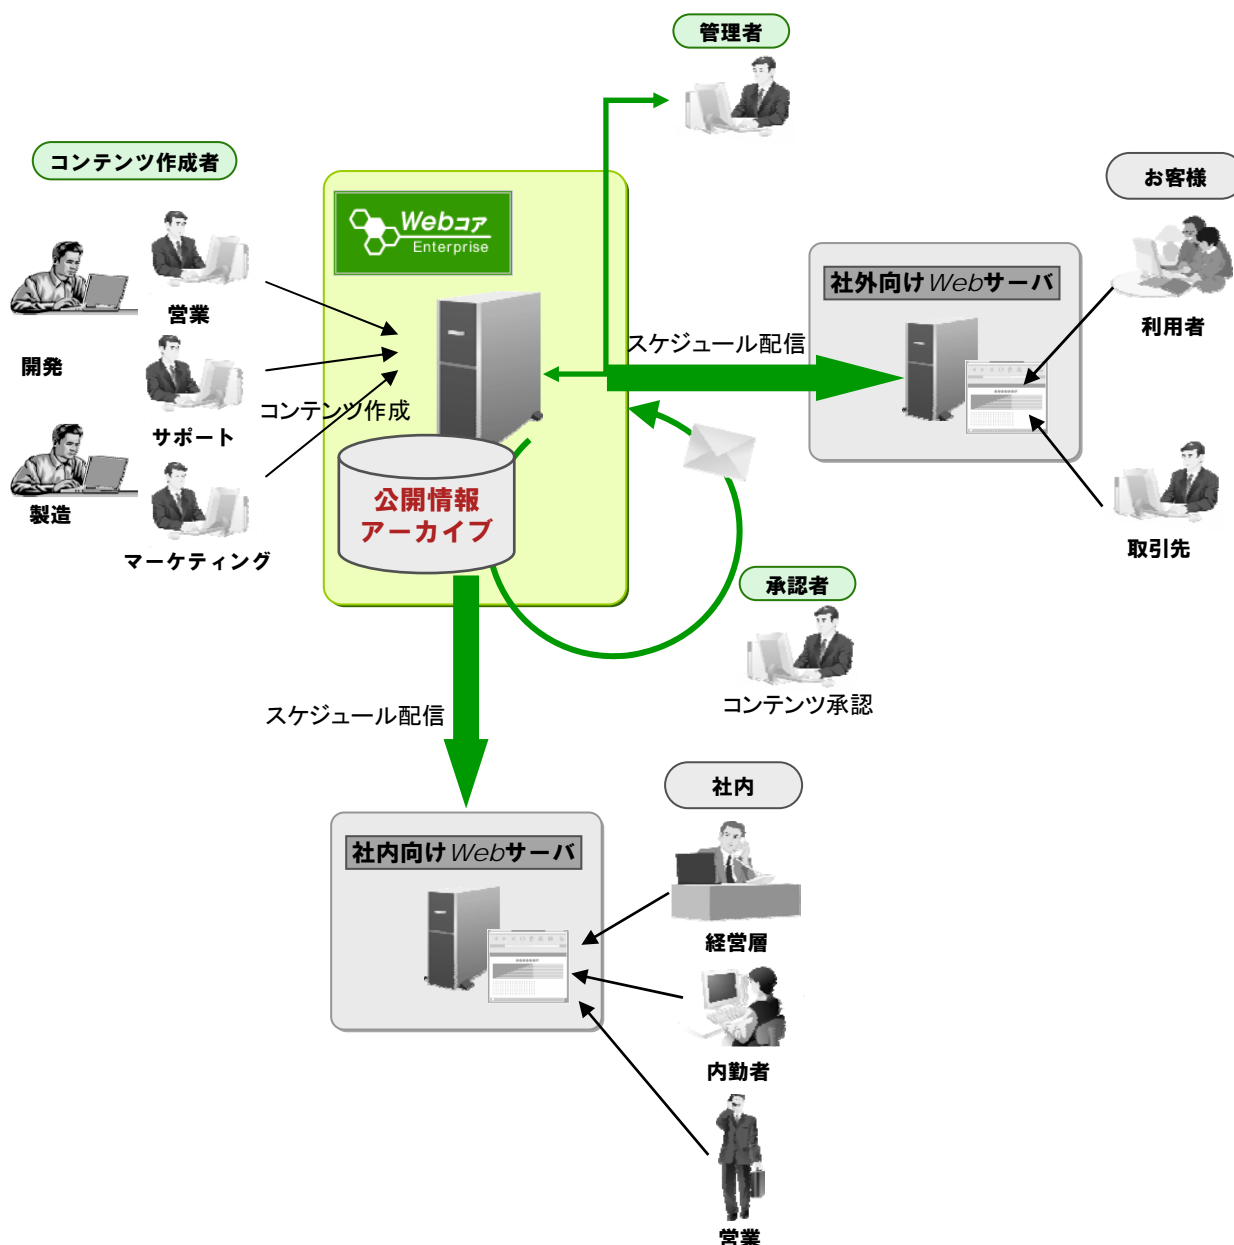 管理者
コンテンツ作成者
お客様
Webコア
Enterprise
社外向けWebサーバ
営業
利用者
スケジュール配信
開発
コンテンツ作成
サポート
公開情報
アーカイブ
製造
マーケティング
取引先
承認者
コンテンツ承認
スケジュール配信
社内
社内向けWebサーバ
経営層
内勤者
営業